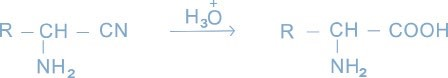 R – CH – CN H₃O⁺ R – CH – COOH
NH₂ NH₂